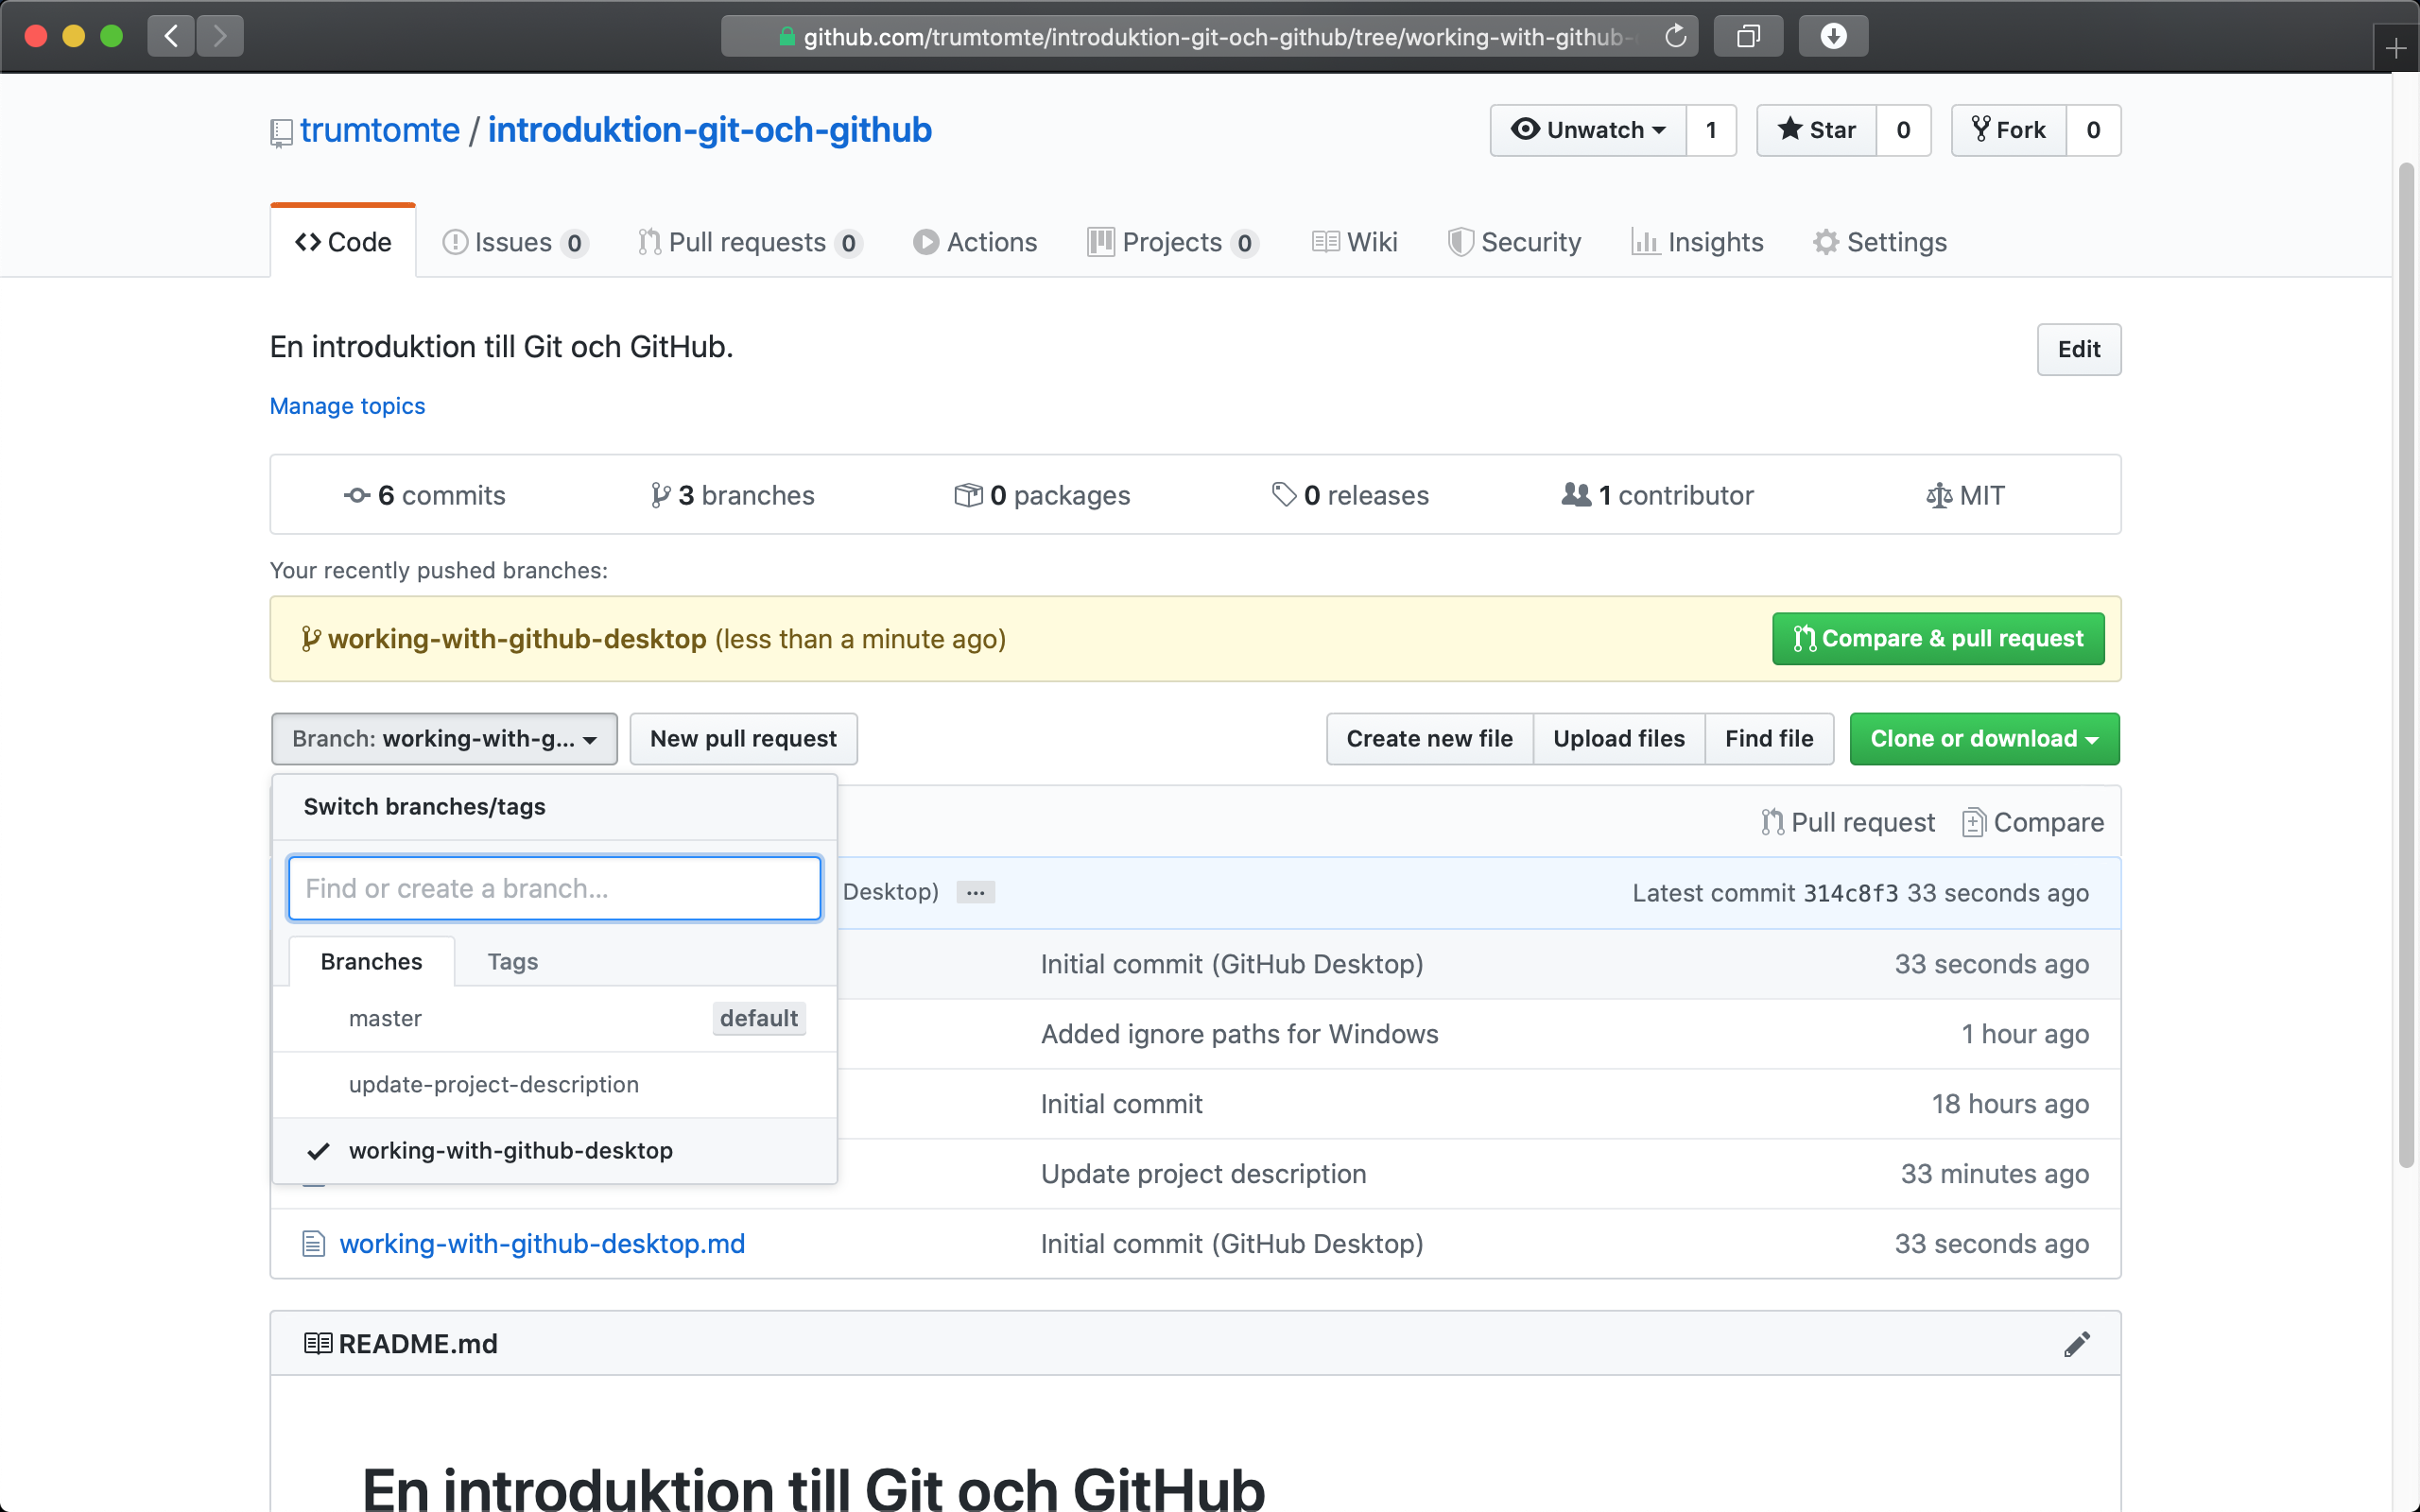 github.com/trumtomte/introduktion-git-och-github/tree/working-with-github-
trumtomte / introduktion-git-och-github
Unwatch 1
Star 0
Fork 0
Code
Issues 0
Pull requests 0
Actions
Projects 0
Wiki
Security
Insights
Settings
En introduktion till Git och GitHub.
Edit
Manage topics
6 commits
3 branches
0 packages
0 releases
1 contributor
MIT
Your recently pushed branches:
working-with-github-desktop (less than a minute ago)
Compare & pull request
Branch: working-with-g...
New pull request
Create new file
Upload files
Find file
Clone or download
Switch branches/tags
Pull request
Compare
Find or create a branch...
Desktop) ...
Latest commit 314c8f3 33 seconds ago
Branches
Tags
Initial commit (GitHub Desktop) 33 seconds ago
master default
Added ignore paths for Windows 1 hour ago
update-project-description
Initial commit 18 hours ago
working-with-github-desktop
Update project description 33 minutes ago
working-with-github-desktop.md Initial commit (GitHub Desktop) 33 seconds ago
README.md
En introduktion till Git och GitHub